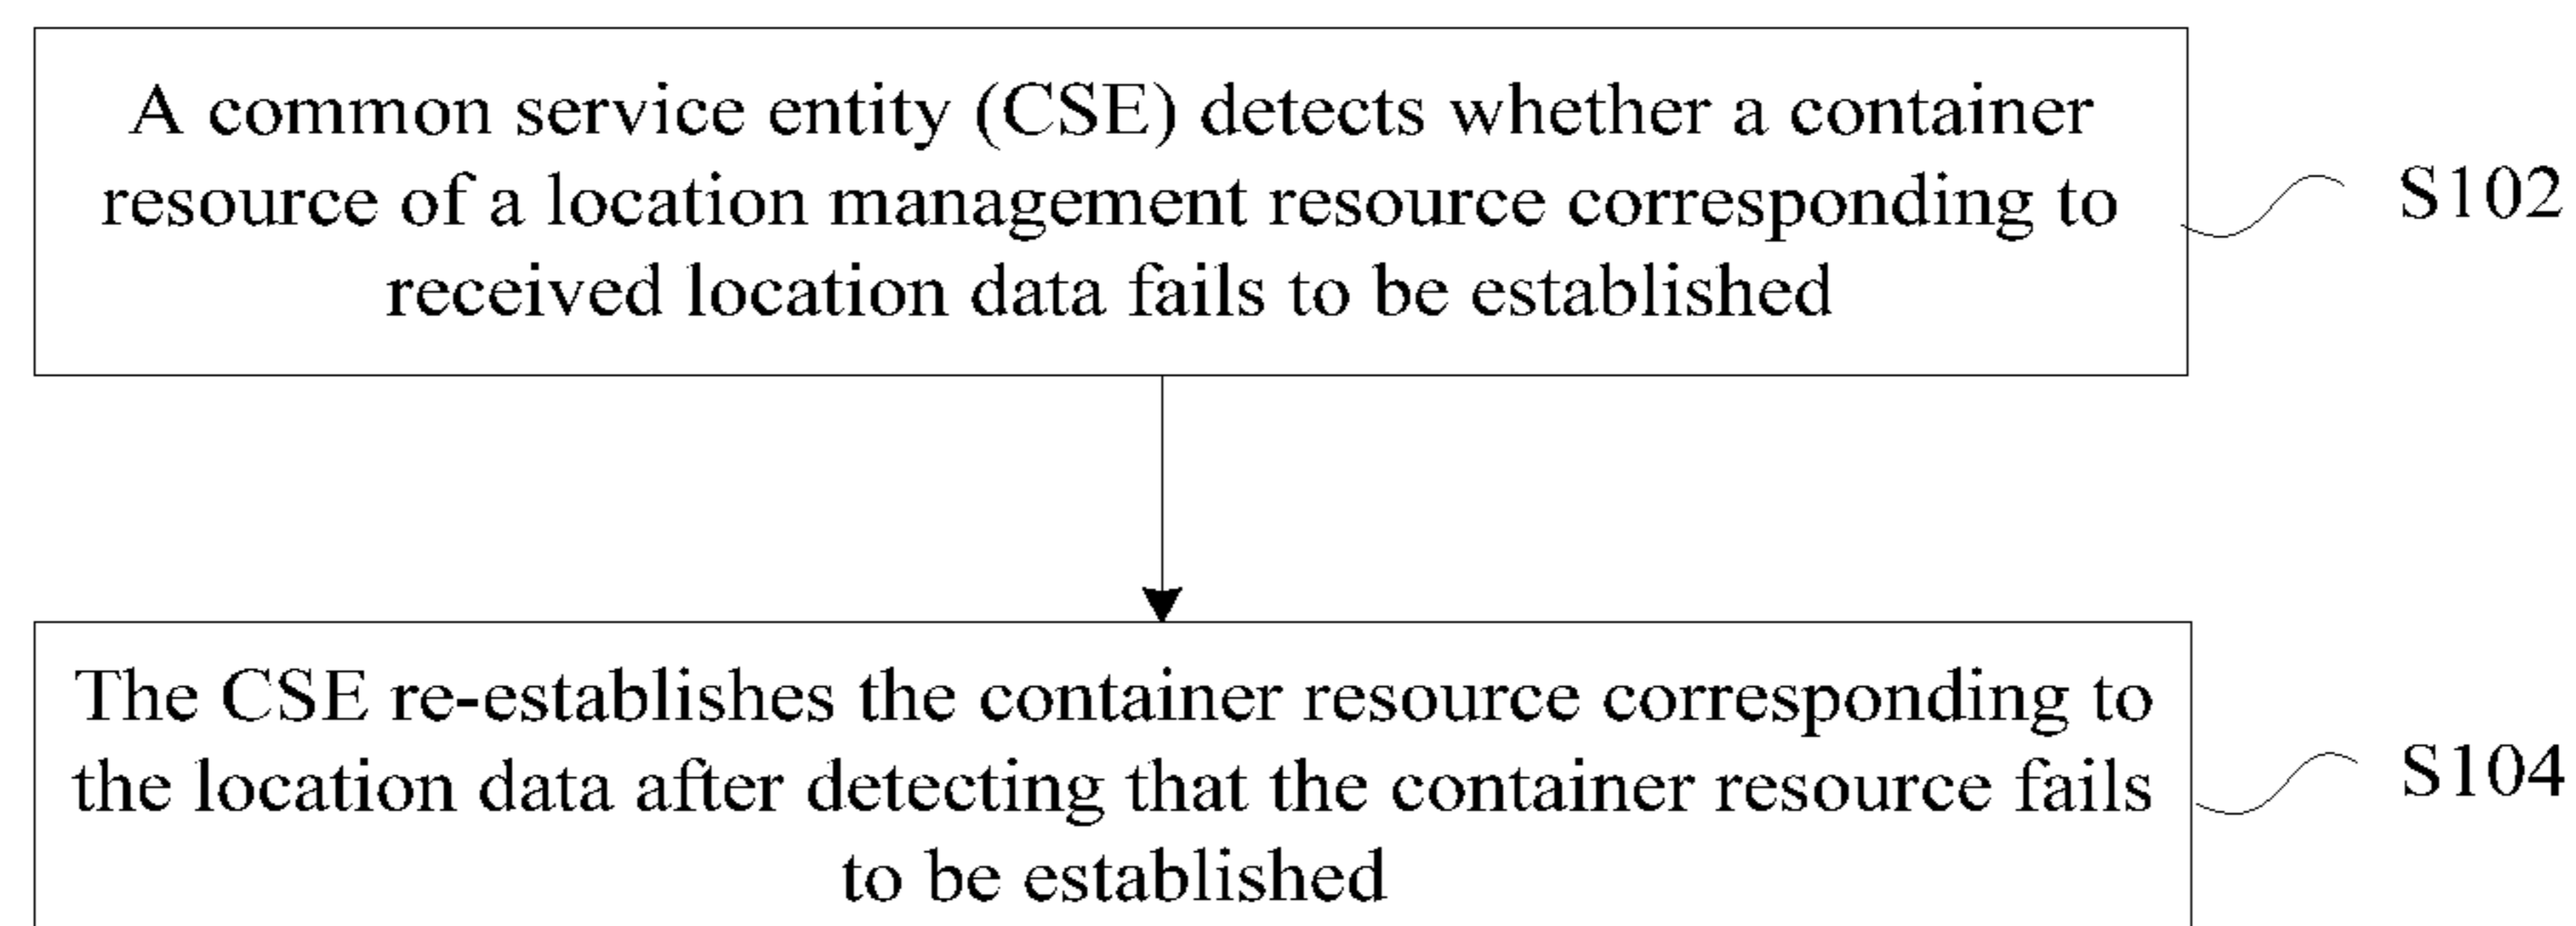 A common service entity (CSE) detects whether a container
resource of a location management resource corresponding to
received location data fails to be established
S102
The CSE re-establishes the container resource corresponding to
the location data after detecting that the container resource fails
to be established
S104